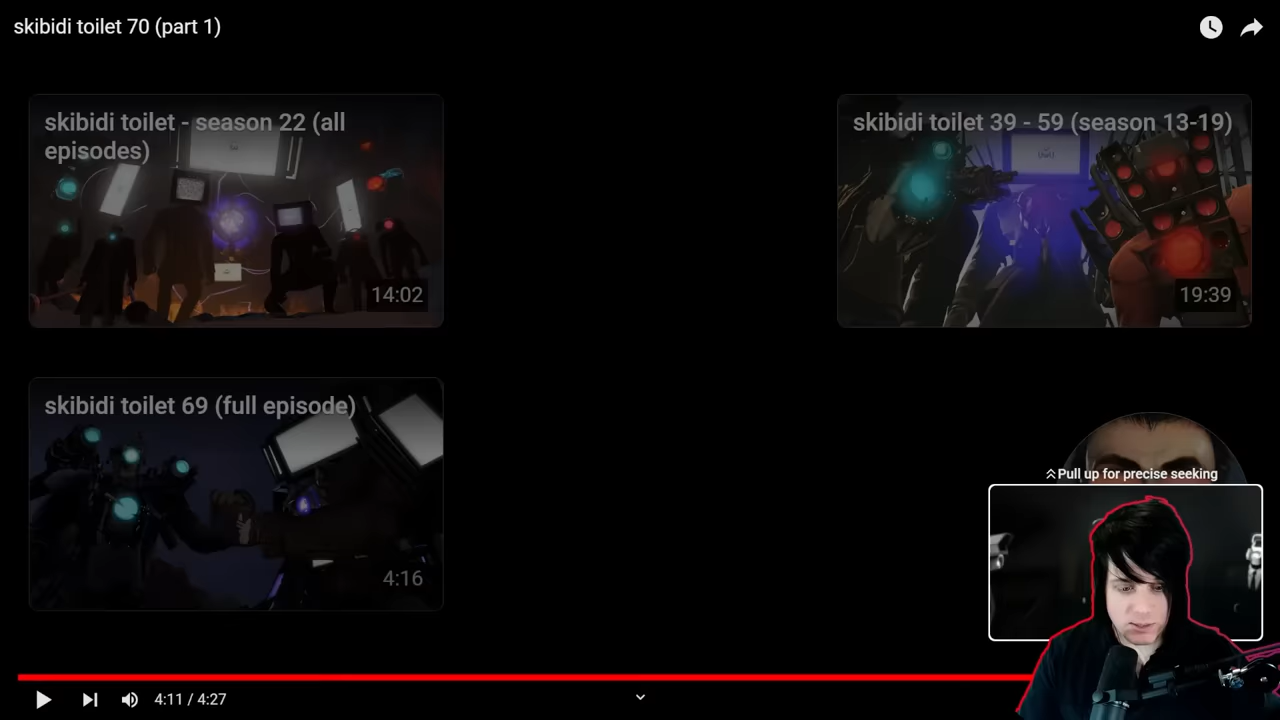 skibidi toilet 70 (part 1)
skibidi toilet - season 22 (all
episodes)
14:02
skibidi toilet 39 - 59 (season 13-19)
19:39
skibidi toilet 69 (full episode)
4:16
Pull up for precise seeking
4:11 / 4:27